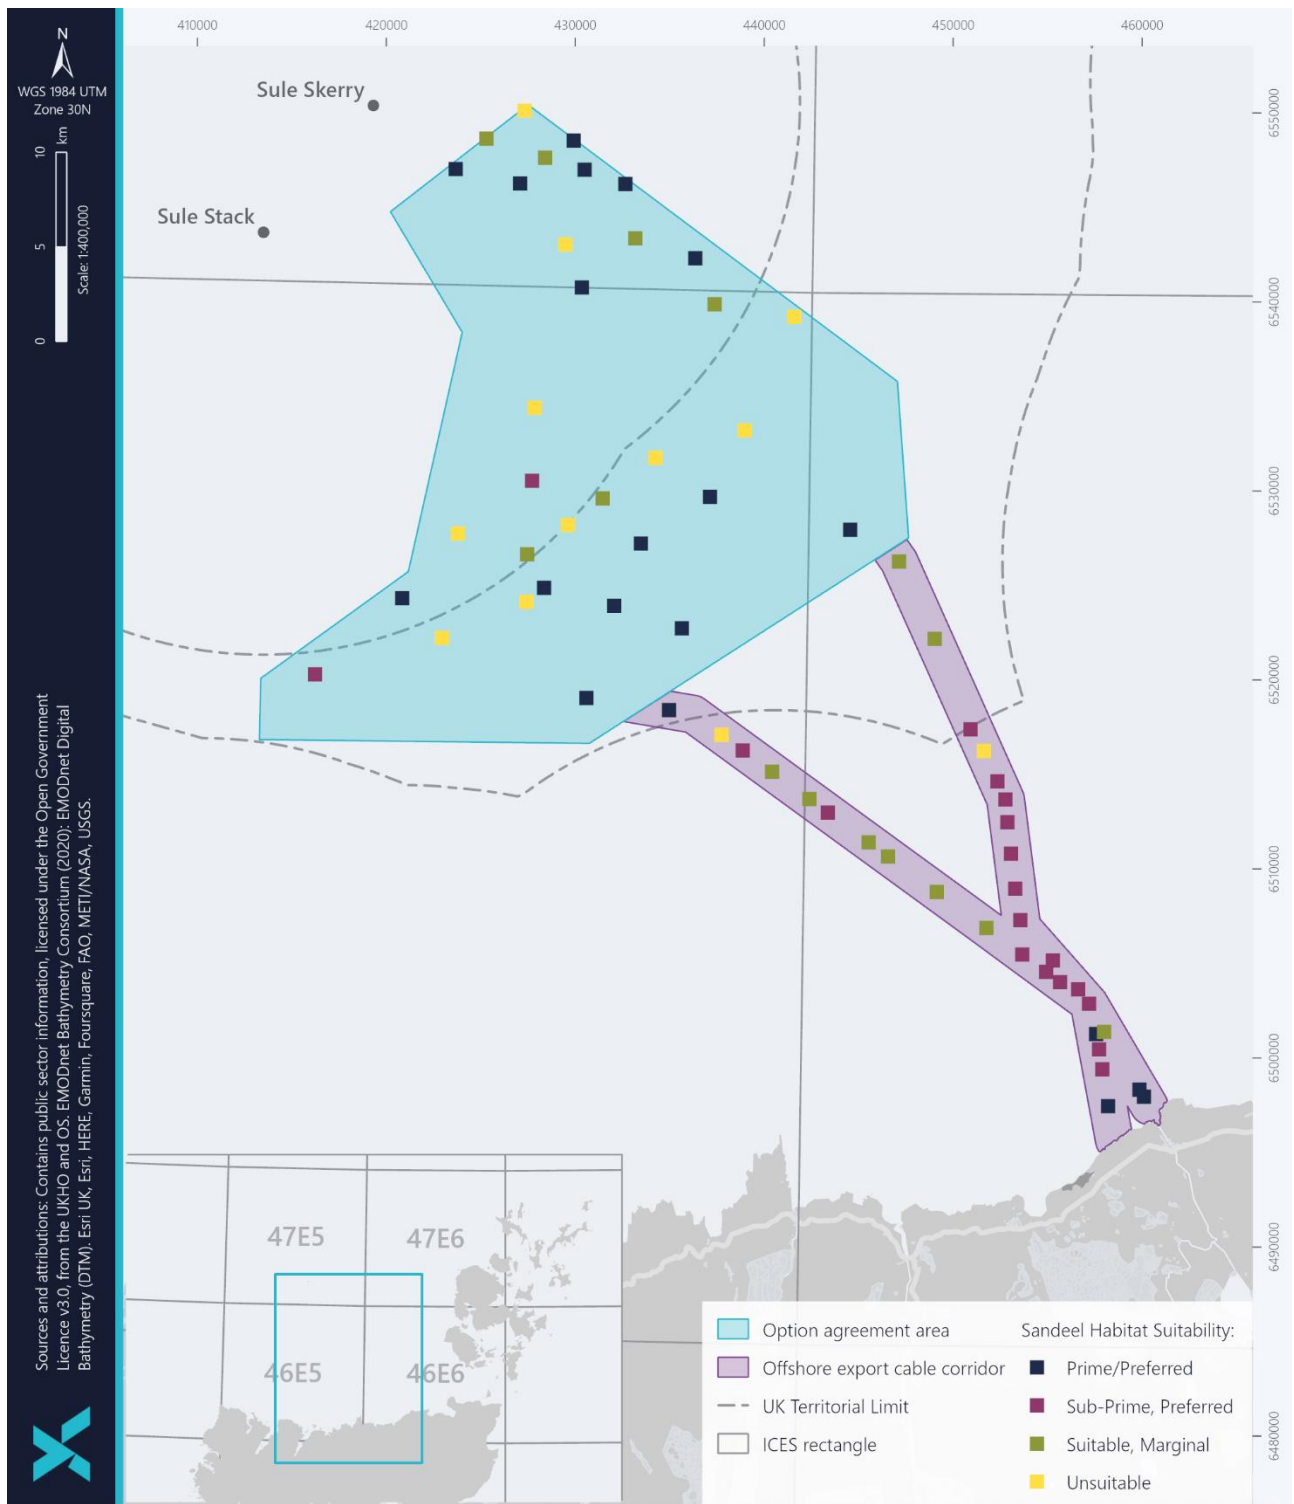 410000
420000
430000
440000
450000
460000
N
WGS 1984 UTM
Zone 30N
10
km
5
0
Scale: 1:400,000
Sule Skerry
Sule Stack
6550000
6540000
6530000
6520000
6510000
6500000
6490000
6480000
Sources and attributions: Contains public sector information, licensed under the Open Government
Licence v3.0, from the UKHO and OS. EMODnet Bathymetry Consortium (2020): EMODnet Digital
Bathymetry (DTM). Esri UK, Esri, HERE, Garmin, Foursquare, FAO, METI/NASA, USGS.
47E5
47E6
46E5
46E6
Option agreement area
Offshore export cable corridor
UK Territorial Limit
ICES rectangle
Sandeel Habitat Suitability:
Prime/Preferred
Sub-Prime, Preferred
Suitable, Marginal
Unsuitable